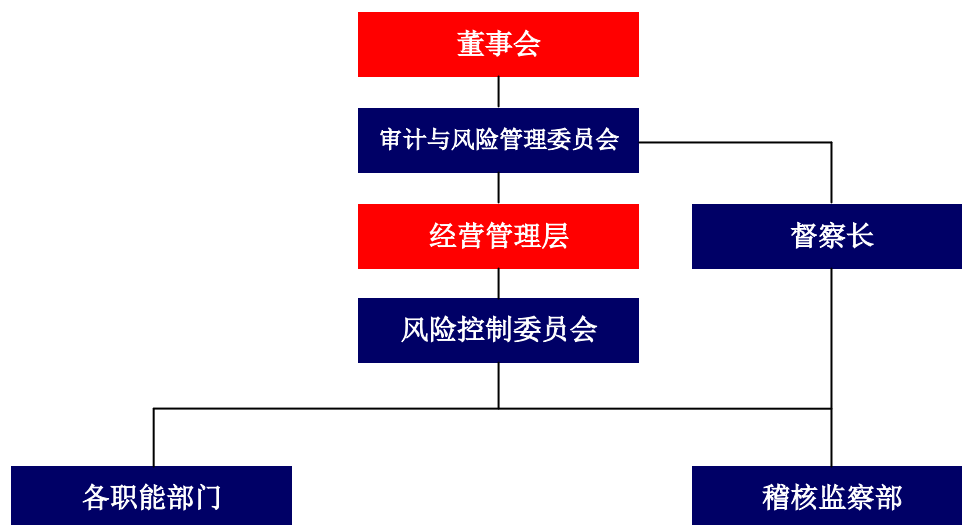 董事会
审计与风险管理委员会
经营管理层
督察长
风险控制委员会
各职能部门
稽核监察部